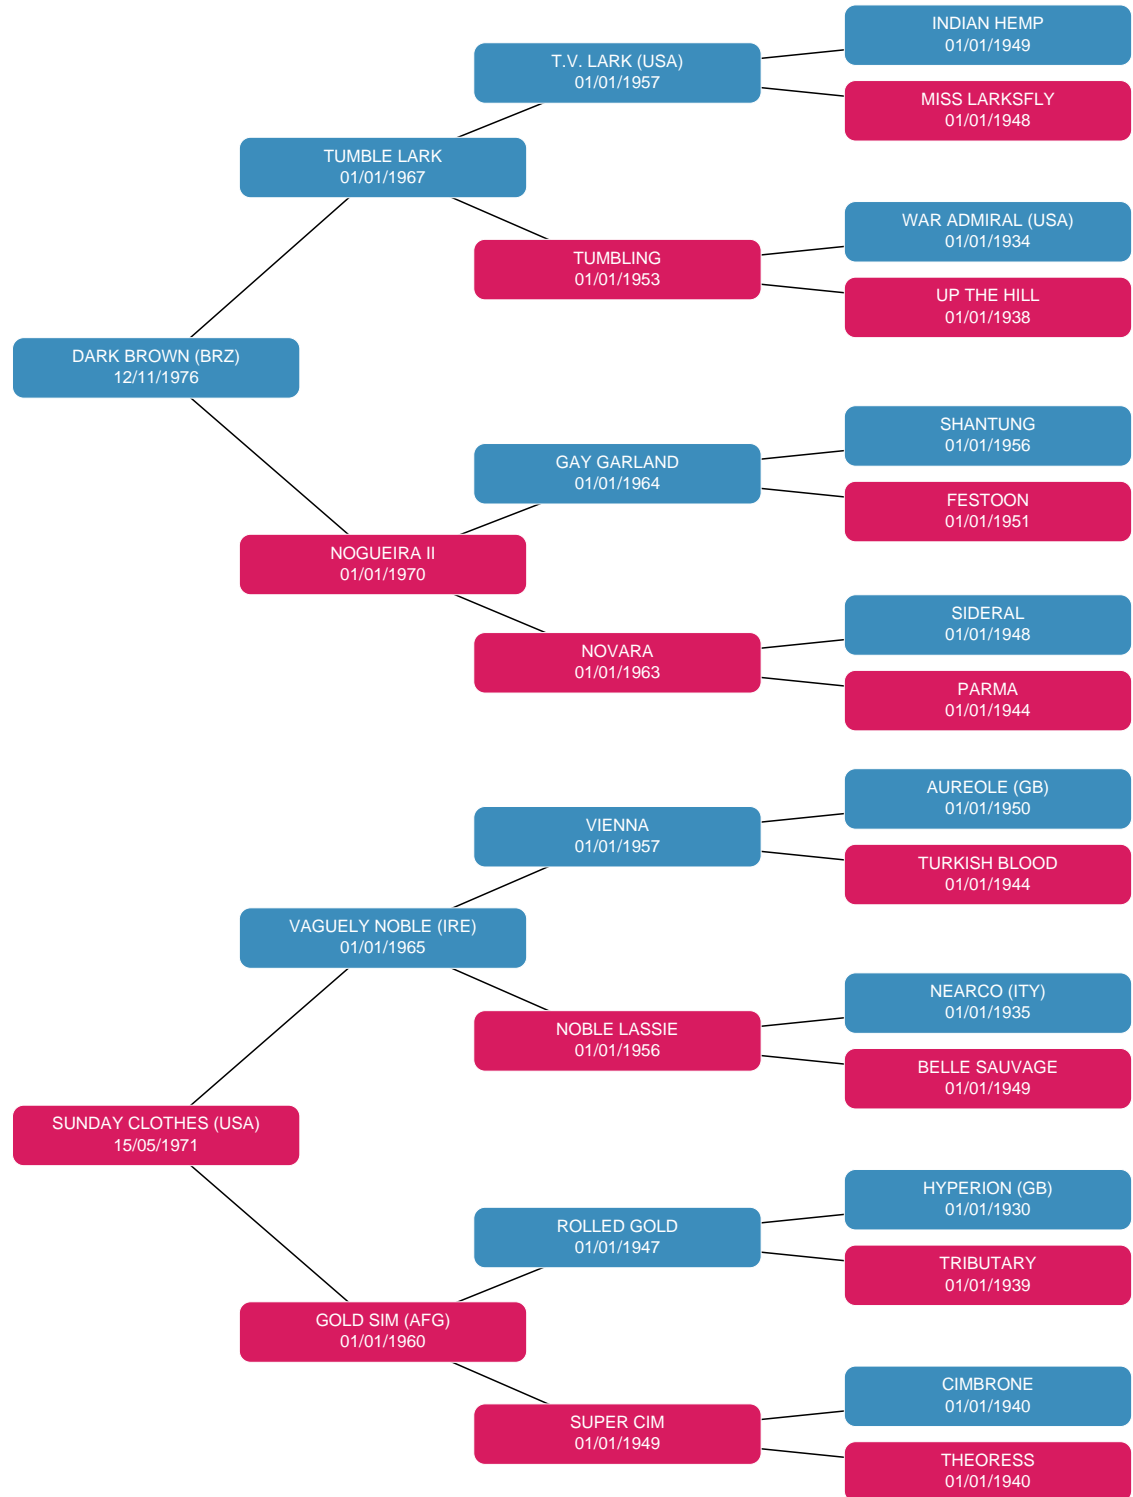 INDIAN HEMP
01/01/1949
T.V. LARK (USA)
01/01/1957
MISS LARKSFLY
01/01/1948
TUMBLE LARK
01/01/1967
WAR ADMIRAL (USA)
01/01/1934
TUMBLING
01/01/1953
UP THE HILL
01/01/1938
DARK BROWN (BRZ)
12/11/1976
SHANTUNG
01/01/1956
GAY GARLAND
01/01/1964
FESTOON
01/01/1951
NOGUEIRA II
01/01/1970
SIDERAL
01/01/1948
NOVARA
01/01/1963
PARMA
01/01/1944
AUREOLE (GB)
01/01/1950
VIENNA
01/01/1957
TURKISH BLOOD
01/01/1944
VAGUELY NOBLE (IRE)
01/01/1965
NEARCO (ITY)
01/01/1935
NOBLE LASSIE
01/01/1956
BELLE SAUVAGE
01/01/1949
SUNDAY CLOTHES (USA)
15/05/1971
HYPERION (GB)
01/01/1930
ROLLED GOLD
01/01/1947
TRIBUTARY
01/01/1939
GOLD SIM (AFG)
01/01/1960
CIMBRONE
01/01/1940
SUPER CIM
01/01/1949
THEORESS
01/01/1940